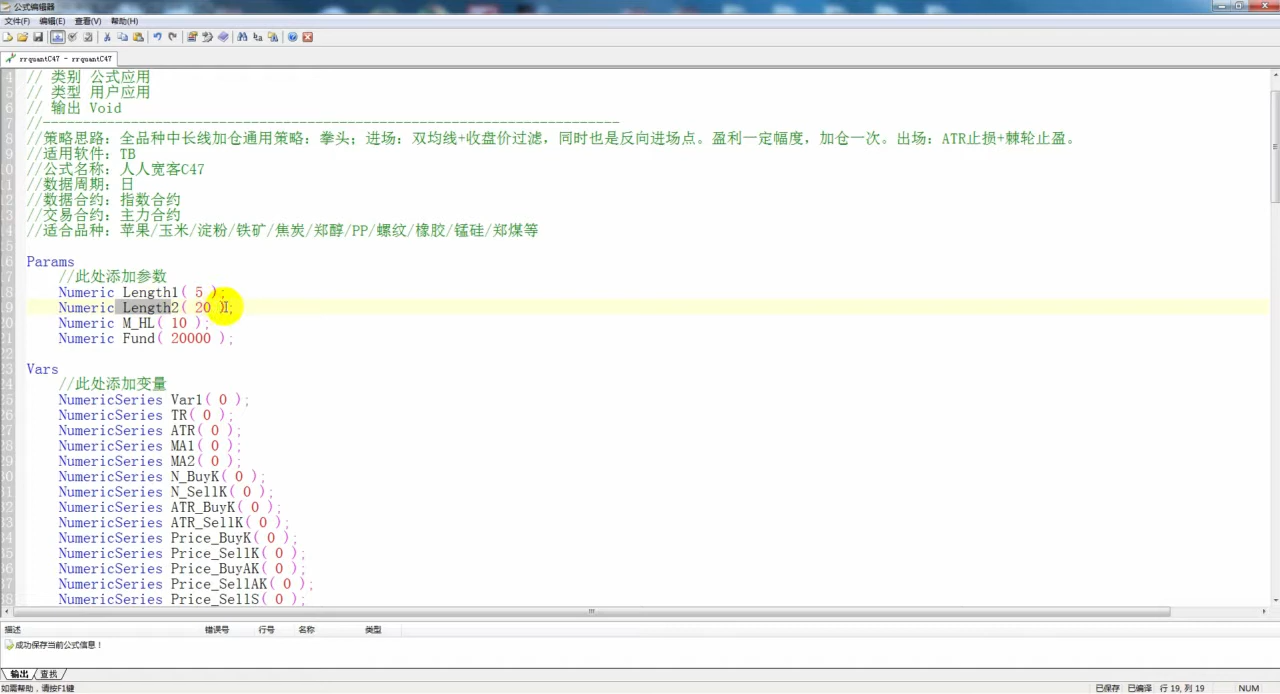 公式编辑器
文件(F) 编辑(E) 查看(V) 帮助(H)
rrquantC47 - rrquantC47
// 类别 公式应用
// 类型 用户应用
// 输出 Void
//------------------------------------------------------------------------
//策略思路：全品种中长线加仓通用策略：拳头；进场：双均线+收盘价过滤，同时也是反向进场点。盈利一定幅度，加仓一次。出场：ATR止损+棘轮止盈。
//适用软件：TB
//公式名称：人人宽客C47
//数据周期：日
//数据合约：指数合约
//交易合约：主力合约
//适合品种：苹果/玉米/淀粉/铁矿/焦炭/郑醇/PP/螺纹/橡胶/锰硅/郑煤等
Params
//此处添加参数
Numeric Length1( 5 );
Numeric Length2( 20 );
Numeric M_HL( 10 );
Numeric Fund( 20000 );
Vars
//此处添加变量
NumericSeries Var1( 0 );
NumericSeries TR( 0 );
NumericSeries ATR( 0 );
NumericSeries MA1( 0 );
NumericSeries MA2( 0 );
NumericSeries N_BuyK( 0 );
NumericSeries N_SellK( 0 );
NumericSeries ATR_BuyK( 0 );
NumericSeries ATR_SellK( 0 );
NumericSeries Price_BuyK( 0 );
NumericSeries Price_SellK( 0 );
NumericSeries Price_BuyAK( 0 );
NumericSeries Price_SellAK( 0 );
NumericSeries Price_SellS( 0 );
描述 错误号 行号 名称 类型
成功保存当前公式信息！
输出 查找
如需帮助，请按F1键 已保存 已编译 行 19, 列 19 NUM